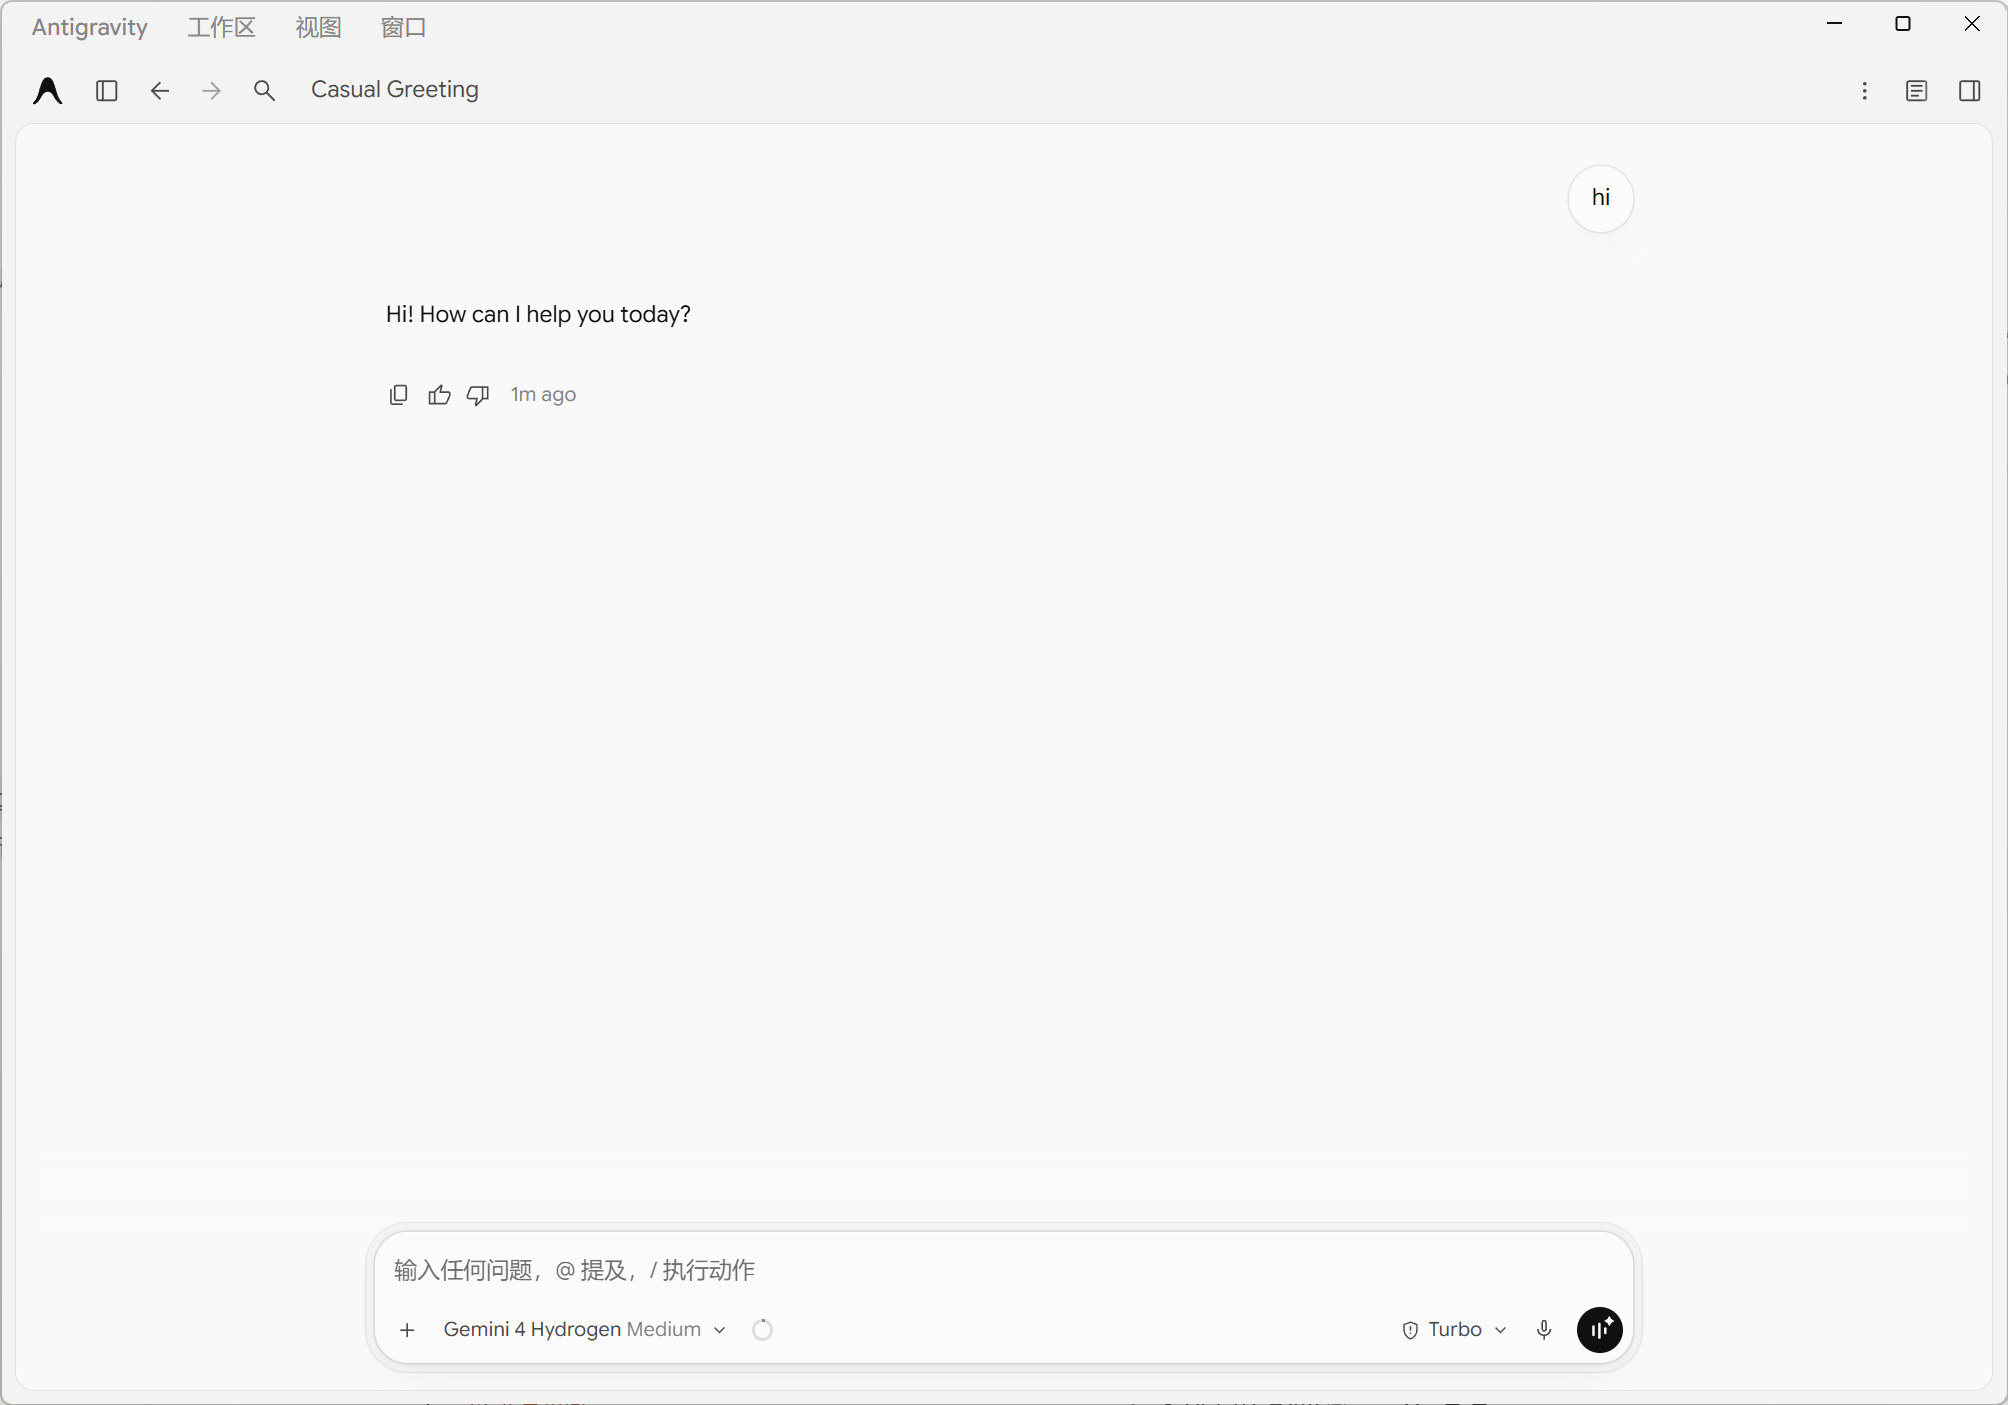 Antigravity 工作区 视图 窗口
Casual Greeting
hi
Hi! How can I help you today?
1m ago
输入任何问题，@ 提及，/ 执行动作
Gemini 4 Hydrogen Medium
Turbo